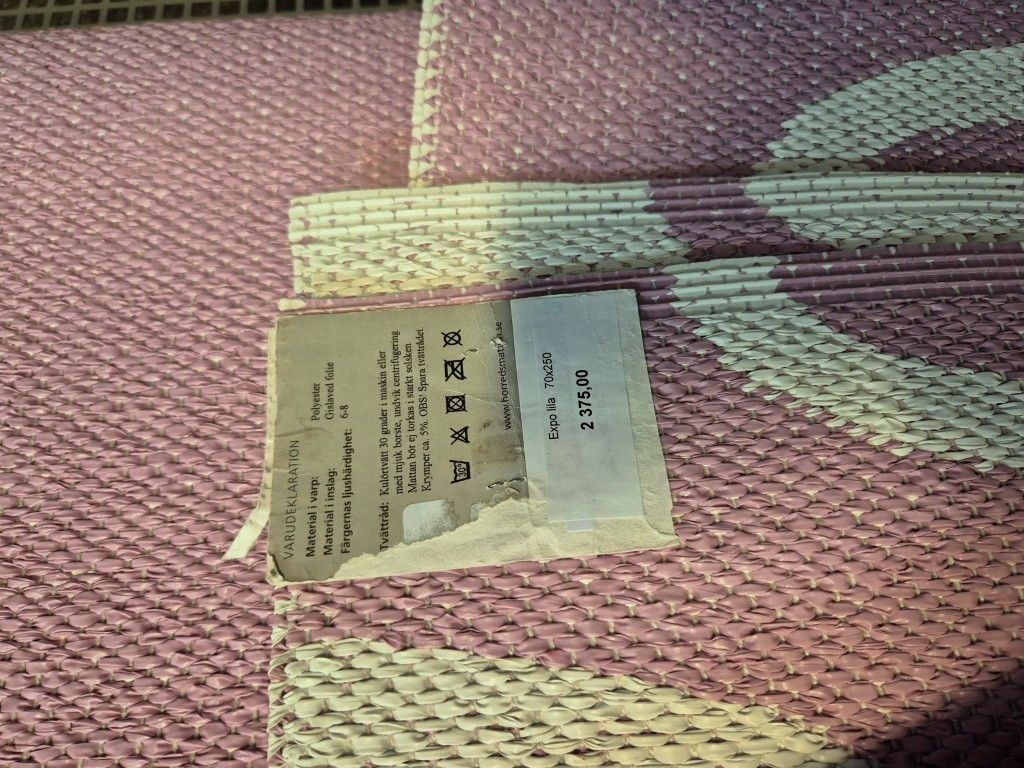 VARUDEKLARATION
Material i varp: Polyester
Material i inslag: Gislaved folie
Färgernas ljushärdighet: 6-8
Tvättråd: Kulörtvätt 30 grader i maskin eller
med mjuk borste, undvik centrifugering
Mattan bör ej torkas i starkt solsken
Krymper ca. 5%. OBS! Spara tvättrådet.
30°
www.horredsmattan.se
Expo lila 70x250
2 375,00